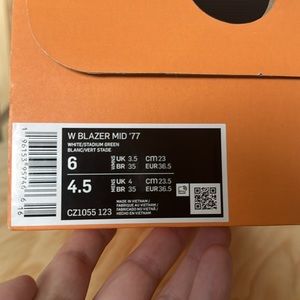 W BLAZER MID '77
WHITE/STADIUM GREEN
BLANC/VERT STADE
6 UK 3.5 CM 23
BR 35 EUR 36.5
4.5 UK 4 CM 23.5
BR 35 EUR 36.5
CZ1055 123
MADE IN VIETNAM /
FABRIQUÉ AU VIETNAM /
HECHO EN VIETNAM